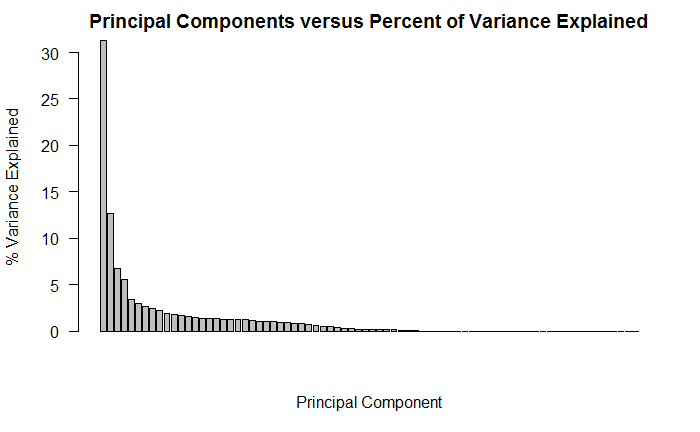 Principal Components versus Percent of Variance Explained
30
25
20
15
10
5
0
% Variance Explained
Principal Component